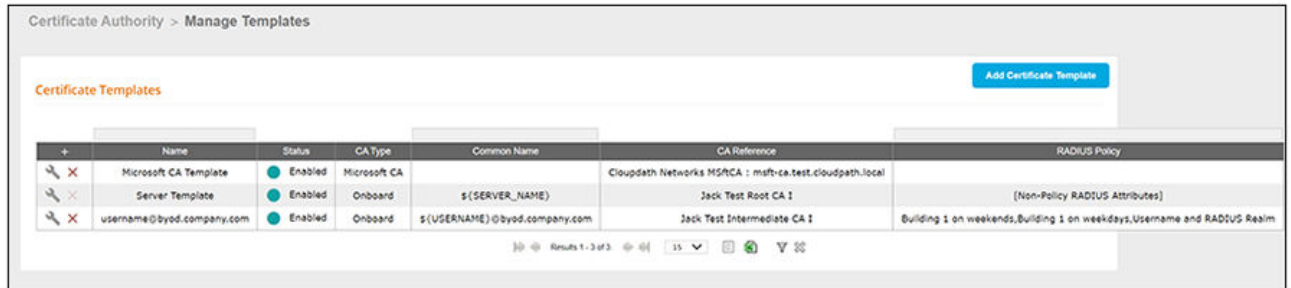 Certificate Authority > Manage Templates
Add Certificate Template
Certificate Templates
+ Name Status CA Type Common Name CA Reference RADIUS Policy
Microsoft CA Template Enabled Microsoft CA Cloupdath Networks MSftCA : msft-ca.test.cloudpath.local
Server Template Enabled Onboard ${SERVER_NAME} Jack Test Root CA I [Non-Policy RADIUS Attributes]
username@byod.company.com Enabled Onboard ${USERNAME}@byod.company.com Jack Test Intermediate CA I Building 1 on weekends,Building 1 on weekdays,Username and RADIUS Realm
Results 1 - 3 of 3 15